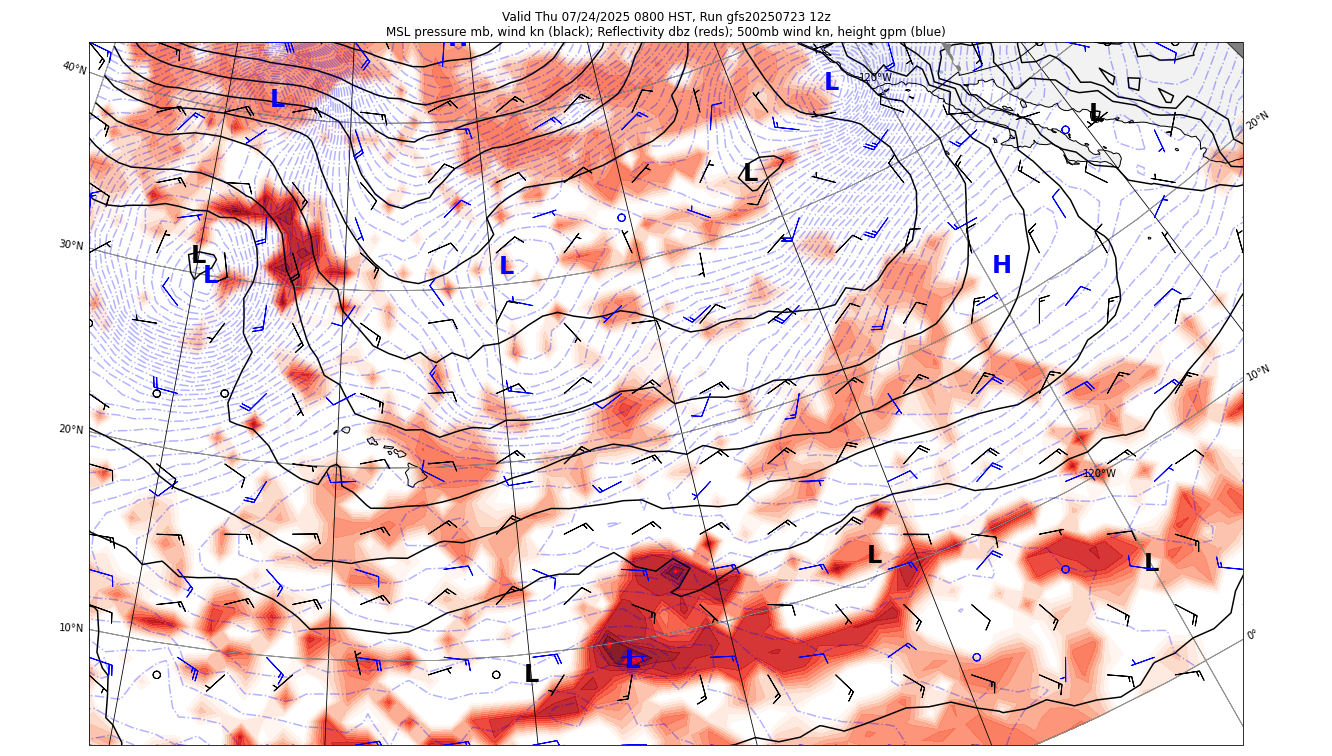 Valid Thu 07/24/2025 0800 HST, Run gfs20250723 12z
MSL pressure mb, wind kn (black); Reflectivity dbz (reds); 500mb wind kn, height gpm (blue)
H
40°N
120°W
L
L
L
20°N
L
30°N
L
L
L
H
10°N
20°N
120°W
L
L
10°N
0°
L
L